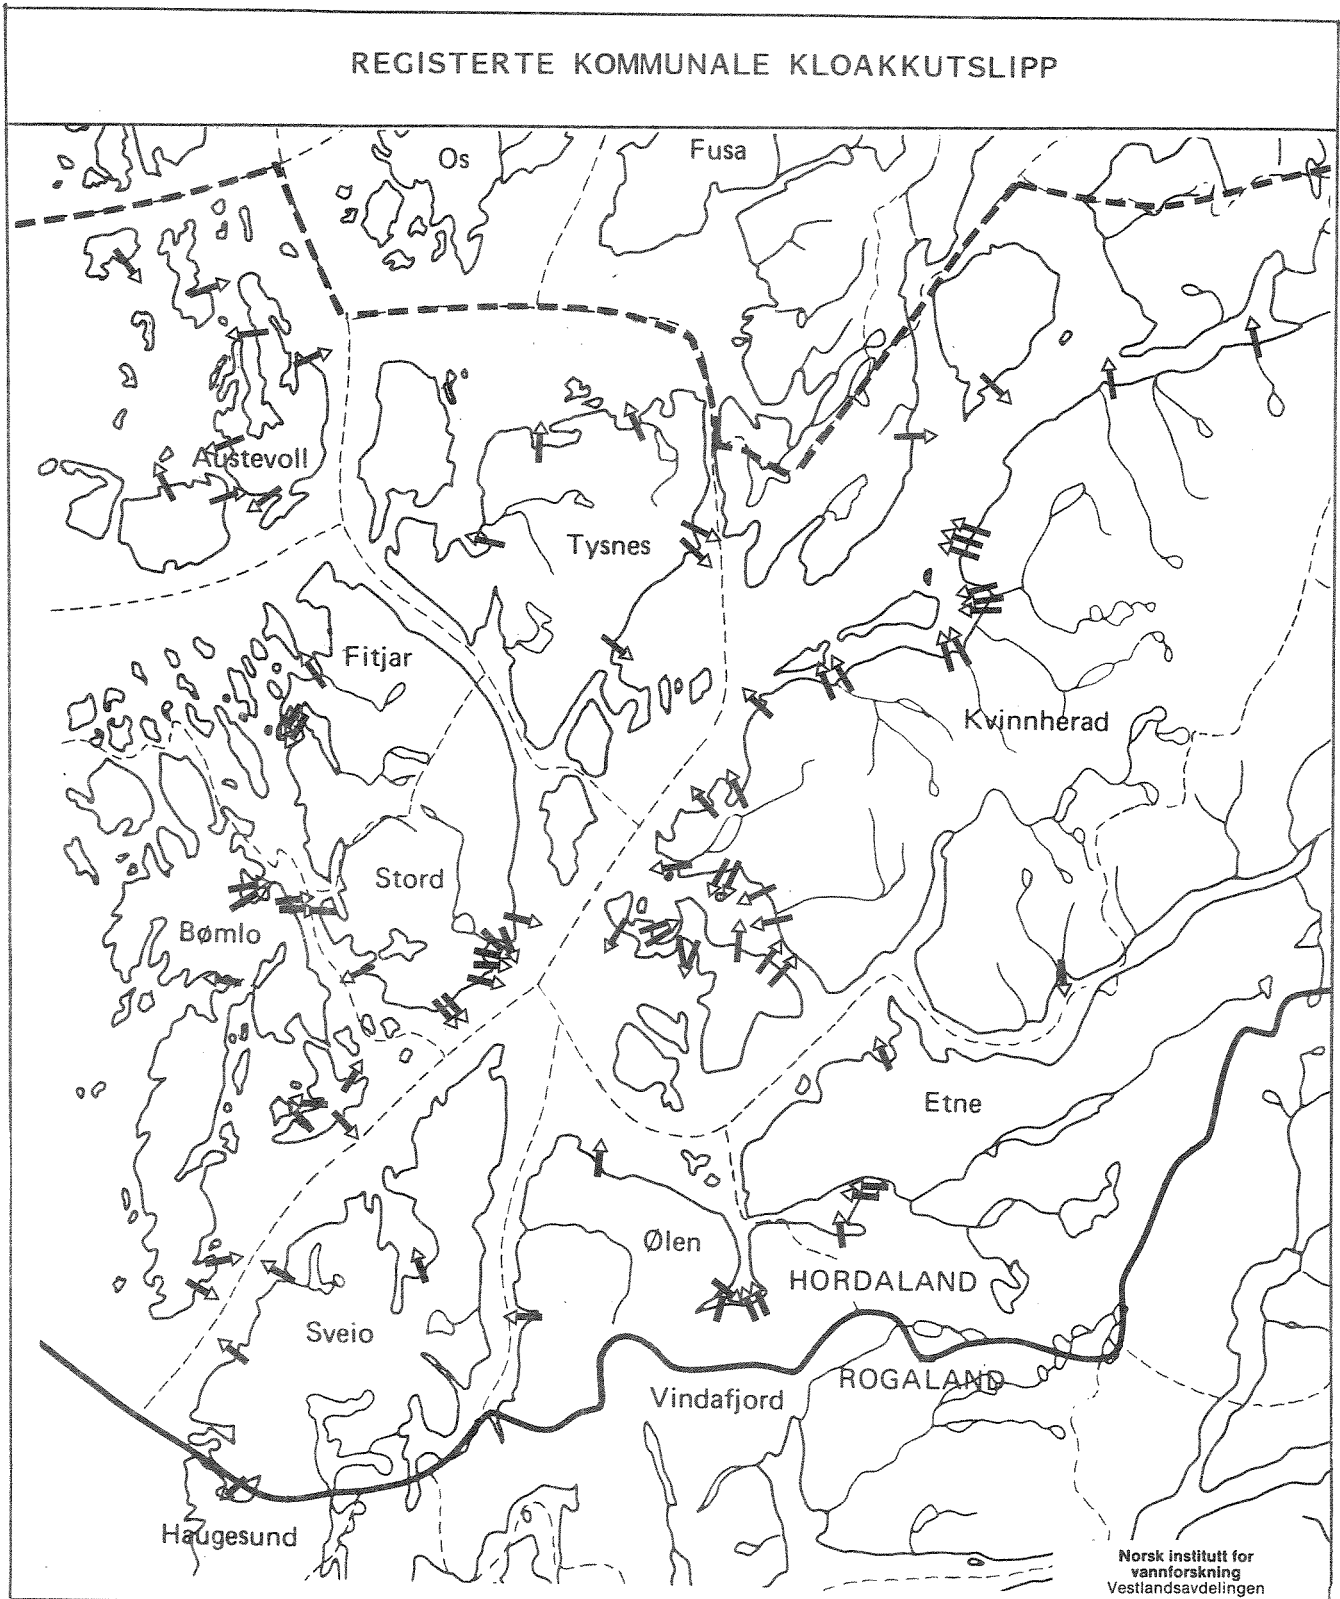 REGISTERTE KOMMUNALE KLOAKKUTSLIPP
Os
Fusa
Austevoll
Tysnes
Fitjar
Kvinnherad
Stord
Bømlo
Etne
Ølen
HORDALAND
Sveio
ROGALAND
Vindafjord
Haugesund
Norsk institutt for
vannforskning
Vestlandsavdelingen